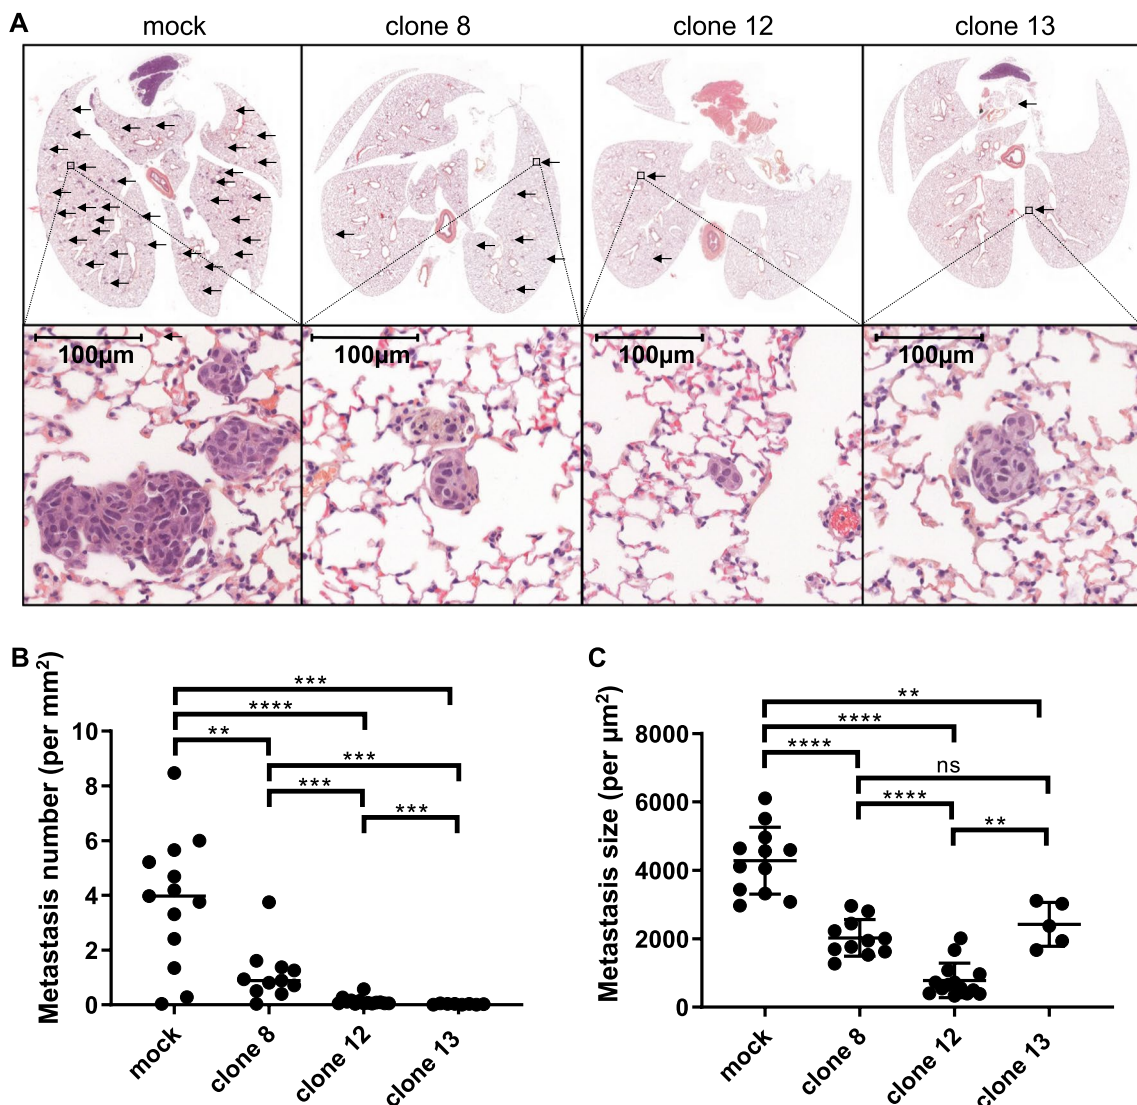 A
mock clone 8 clone 12 clone 13
100µm 100µm 100µm 100µm
B
Metastasis number (per mm²)
***
****
**
***
***
***
10
8
6
4
2
0
mock clone 8 clone 12 clone 13
C
Metastasis size (per µm²)
**
****
****
ns
****
**
8000
6000
4000
2000
0
mock clone 8 clone 12 clone 13